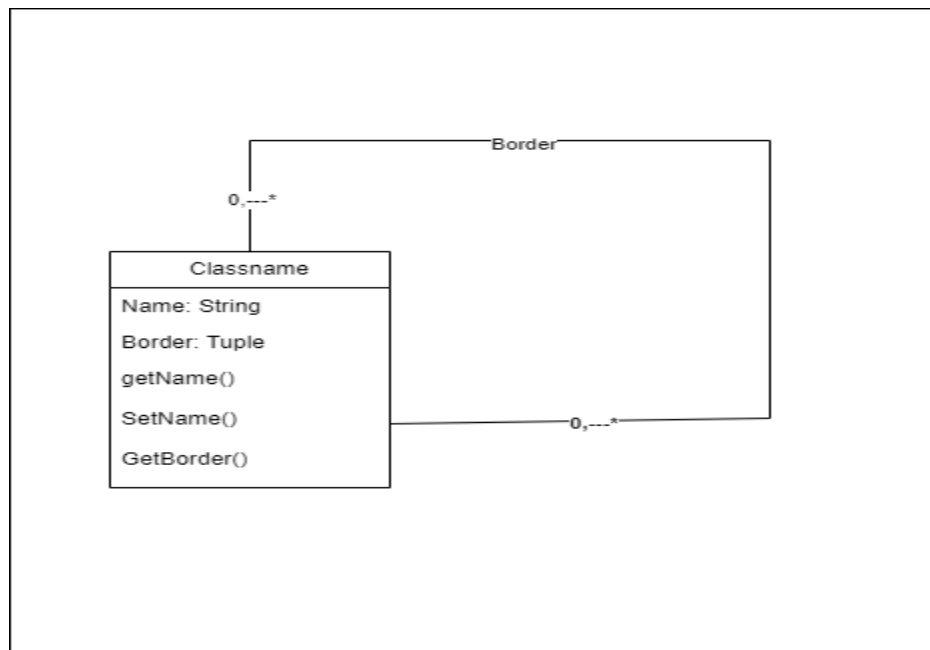 Border
0,---*
Classname
Name: String
Border: Tuple
getName()
SetName()
0,---*
GetBorder()